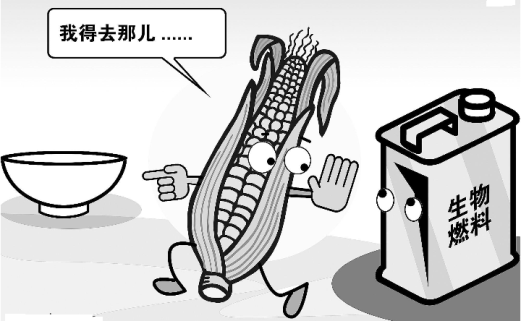 我得去那儿 ......
生物
燃料